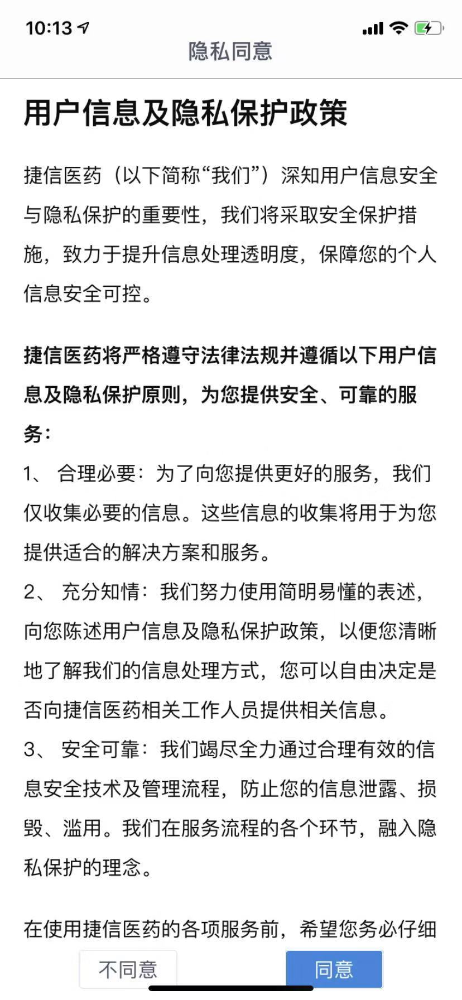 10:13
隐私同意
用户信息及隐私保护政策
捷信医药（以下简称“我们”）深知用户信息安全
与隐私保护的重要性，我们将采取安全保护措
施，致力于提升信息处理透明度，保障您的个人
信息安全可控。
捷信医药将严格遵守法律法规并遵循以下用户信
息及隐私保护原则，为您提供安全、可靠的服
务：
1、 合理必要：为了向您提供更好的服务，我们
仅收集必要的信息。这些信息的收集将用于为您
提供适合的解决方案和服务。
2、 充分知情：我们努力使用简明易懂的表述，
向您陈述用户信息及隐私保护政策，以便您清晰
地了解我们的信息处理方式，您可以自由决定是
否向捷信医药相关工作人员提供相关信息。
3、 安全可靠：我们竭尽全力通过合理有效的信
息安全技术及管理流程，防止您的信息泄露、损
毁、滥用。我们在服务流程的各个环节，融入隐
私保护的理念。
在使用捷信医药的各项服务前，希望您务必仔细
不同意 同意